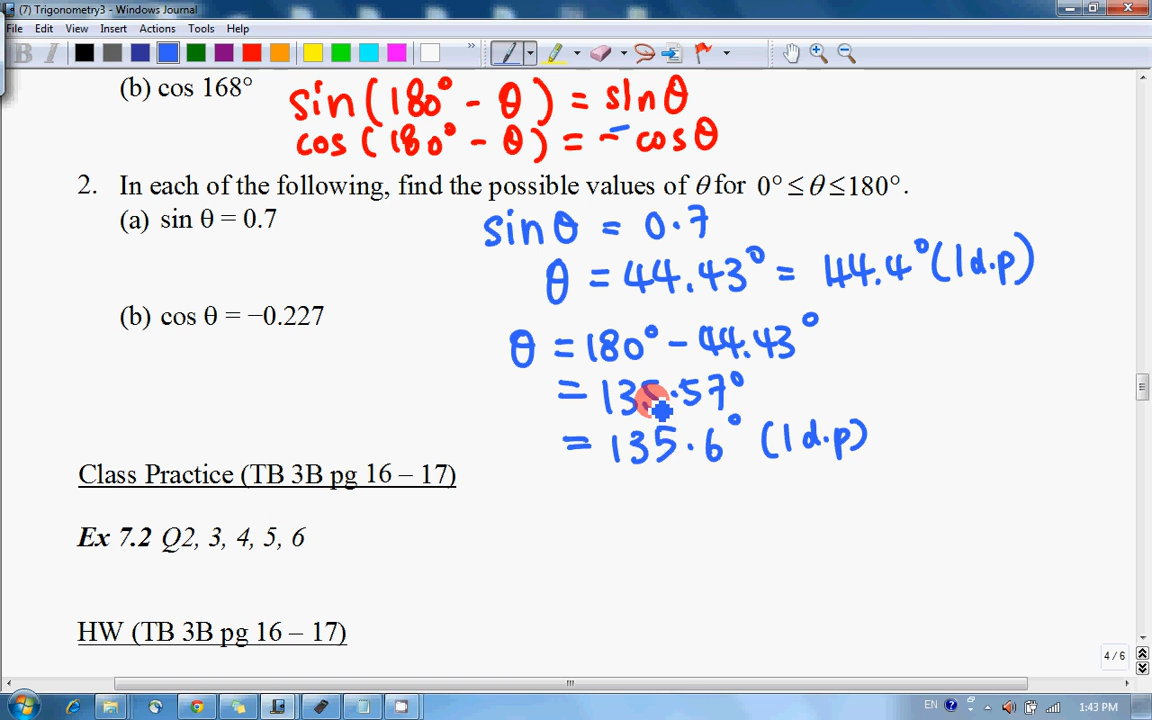 (7) Trigonometry3 - Windows Journal
File Edit View Insert Actions Tools Help
B I »
(b) cos 168°
sin(180° - θ) = sinθ
cos(180° - θ) = - cosθ
2. In each of the following, find the possible values of θ for 0° ≤ θ ≤ 180°.
(a) sin θ = 0.7
sinθ = 0.7
θ = 44.43° = 44.4° (1d.p)
(b) cos θ = −0.227
θ = 180° - 44.43°
= 135.57°
= 135.6° (1d.p)
Class Practice (TB 3B pg 16 – 17)
Ex 7.2 Q2, 3, 4, 5, 6
HW (TB 3B pg 16 – 17)
4 / 6
EN 1:43 PM